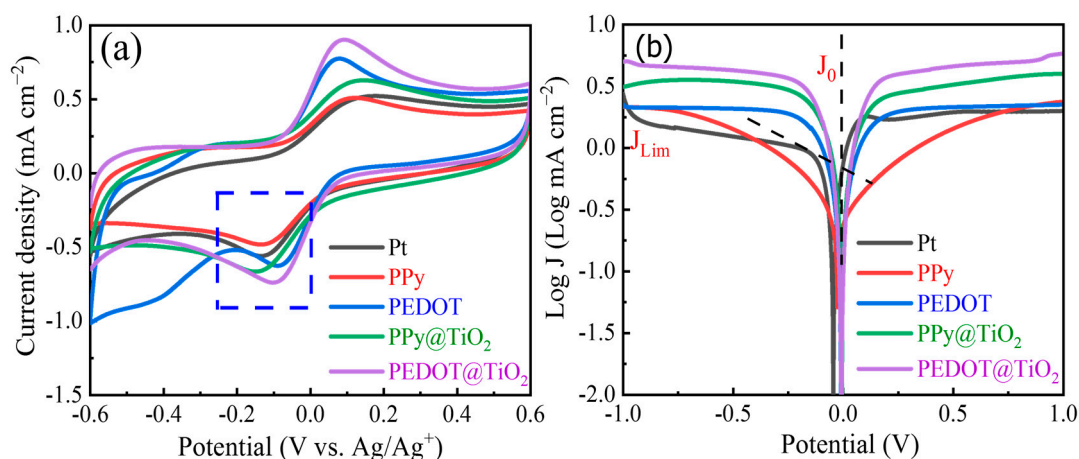 (a)
Current density (mA cm⁻²)
1.0
0.5
0.0
-0.5
-1.0
-1.5
Pt
PPy
PEDOT
PPy@TiO₂
PEDOT@TiO₂
-0.6 -0.4 -0.2 0.0 0.2 0.4 0.6
Potential (V vs. Ag/Ag⁺)
(b)
Log J (Log mA cm⁻²)
1.0
0.5
0.0
-0.5
-1.0
-1.5
-2.0
J₀
J_Lim
Pt
PPy
PEDOT
PPy@TiO₂
PEDOT@TiO₂
-1.0 -0.5 0.0 0.5 1.0
Potential (V)